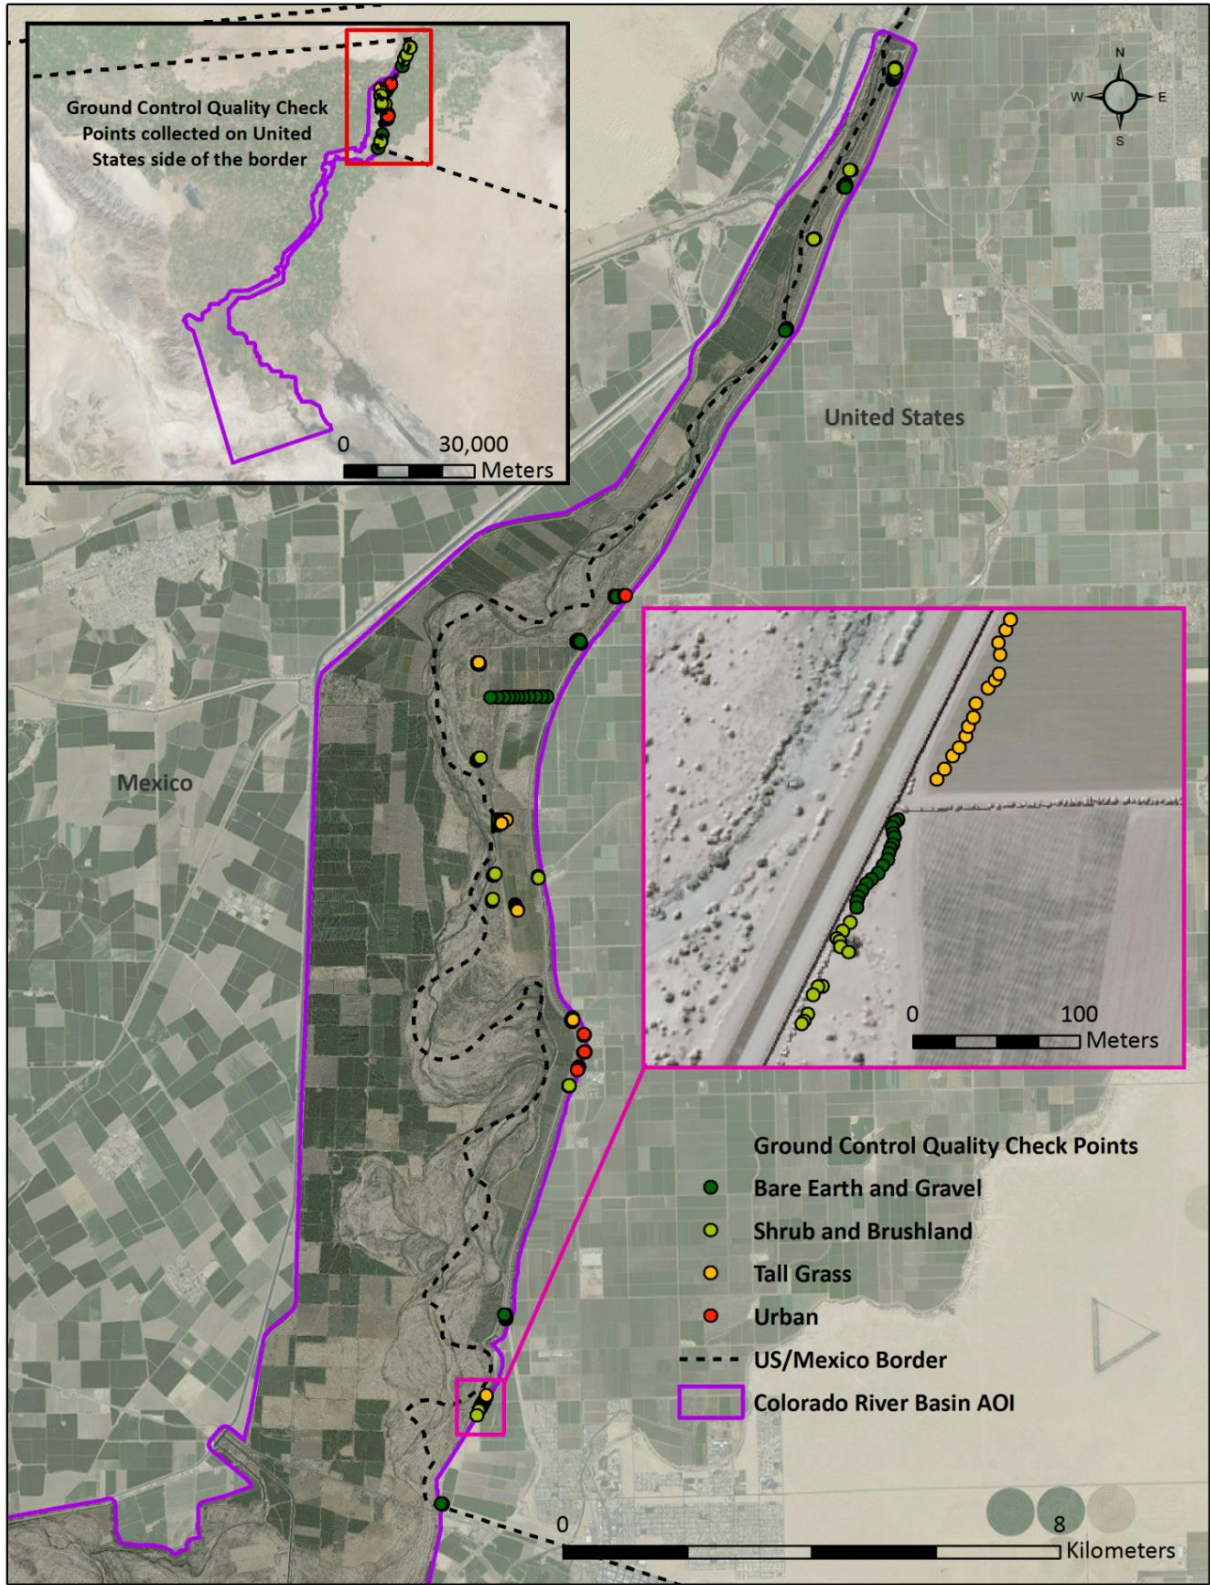 Ground Control Quality Check
Points collected on United
States side of the border
0 30,000
Meters
N
W E
S
United States
Mexico
0 100
Meters
Ground Control Quality Check Points
Bare Earth and Gravel
Shrub and Brushland
Tall Grass
Urban
US/Mexico Border
Colorado River Basin AOI
0 8
Kilometers